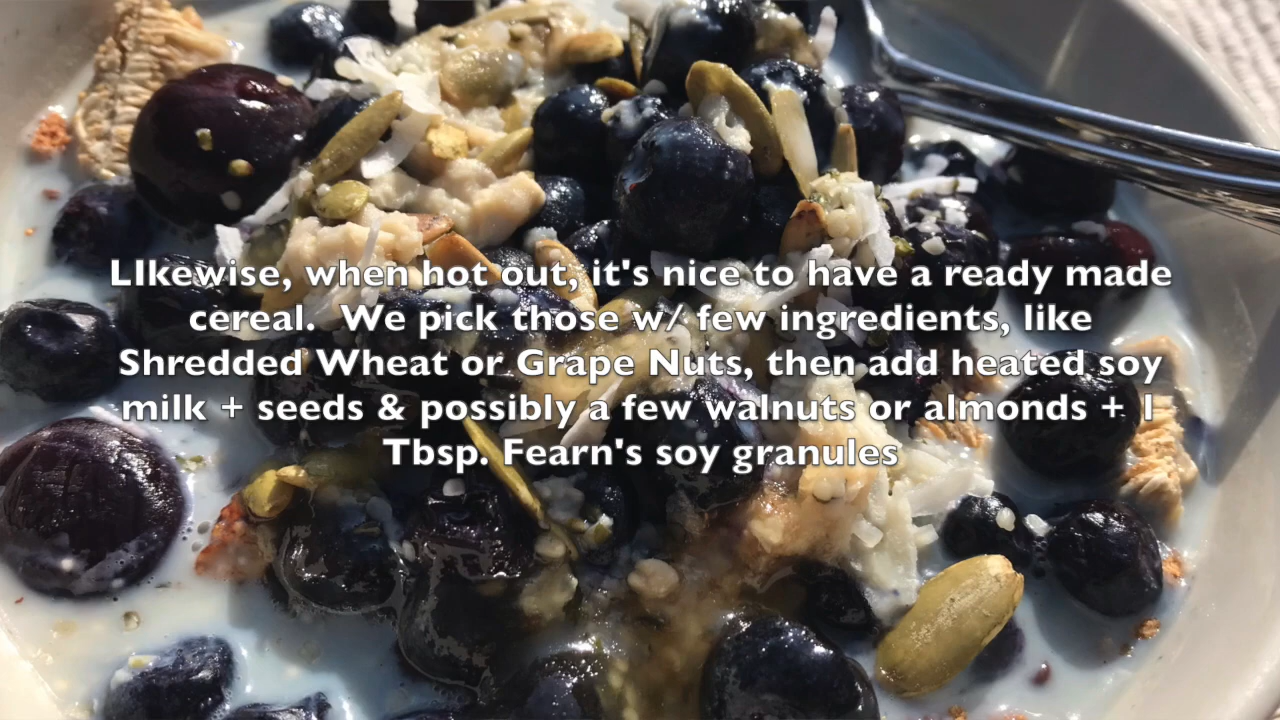 LIkewise, when hot out, it's nice to have a ready made
cereal.  We pick those w/ few ingredients, like
Shredded Wheat or Grape Nuts, then add heated soy
milk + seeds & possibly a few walnuts or almonds + 1
Tbsp. Fearn's soy granules